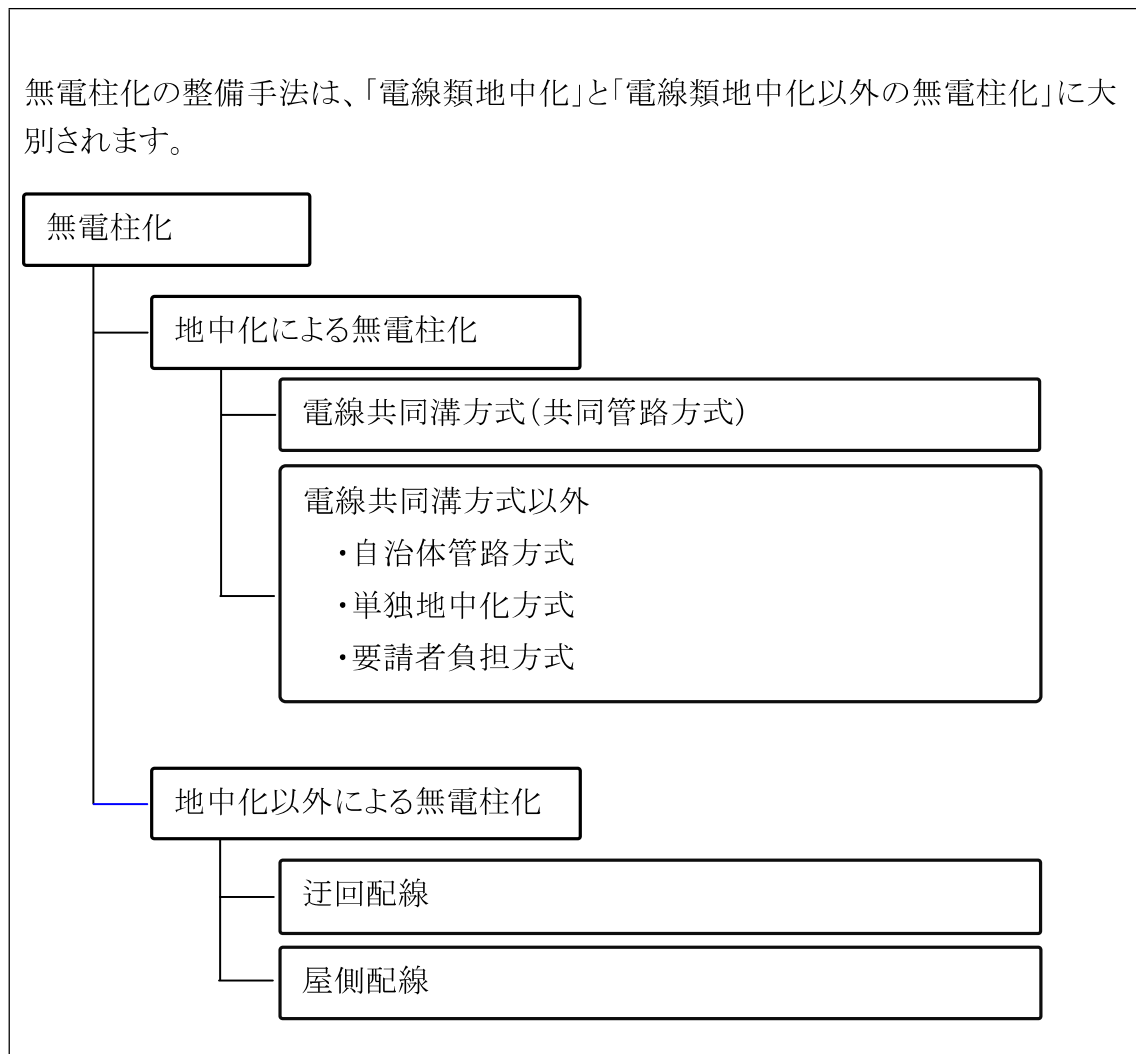 無電柱化の整備手法は、「電線類地中化」と「電線類地中化以外の無電柱化」に大
別されます。
無電柱化
地中化による無電柱化
電線共同溝方式(共同管路方式)
電線共同溝方式以外
・自治体管路方式
・単独地中化方式
・要請者負担方式
地中化以外による無電柱化
迂回配線
屋側配線